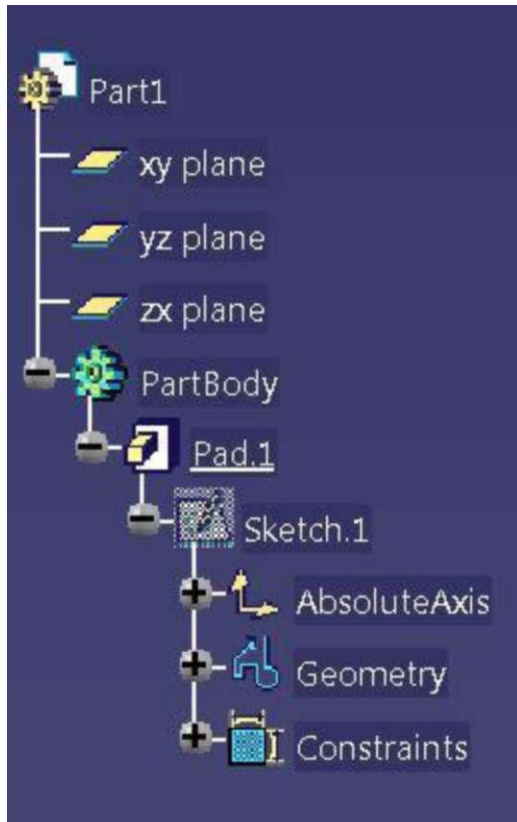 Part1
xy plane
yz plane
zx plane
PartBody
Pad.1
Sketch.1
AbsoluteAxis
Geometry
Constraints